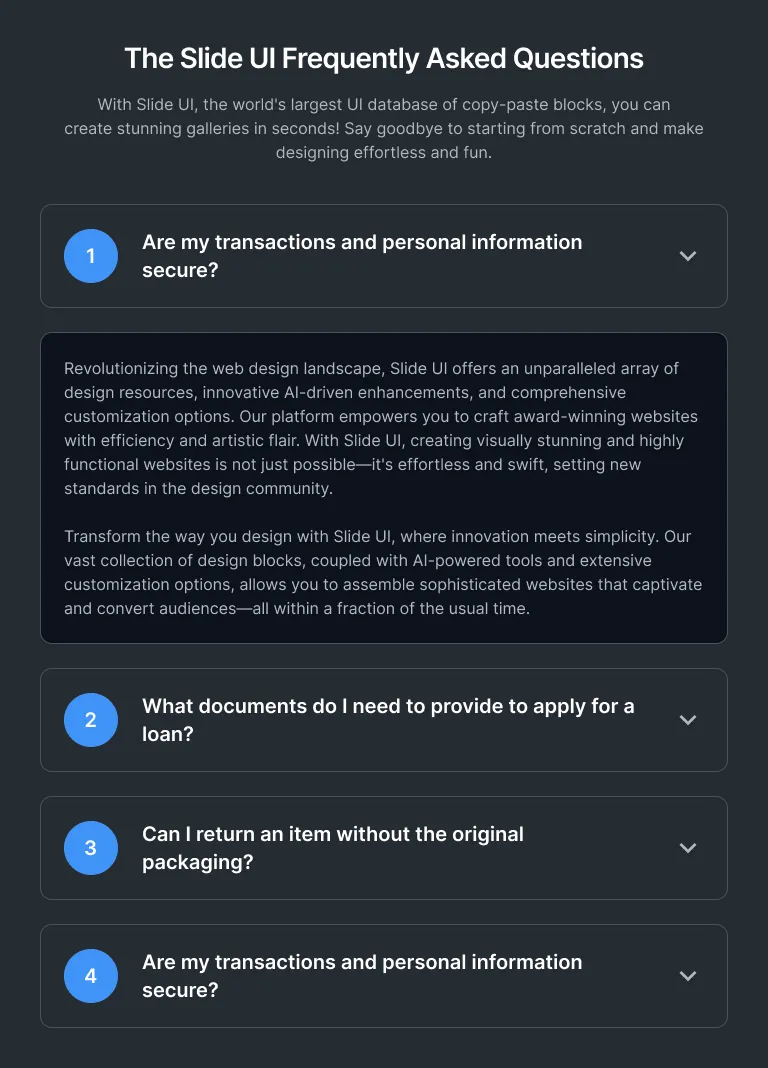 The Slide UI Frequently Asked Questions
With Slide UI, the world's largest UI database of copy-paste blocks, you can
create stunning galleries in seconds! Say goodbye to starting from scratch and make
designing effortless and fun.
1
Are my transactions and personal information
secure?
Revolutionizing the web design landscape, Slide UI offers an unparalleled array of
design resources, innovative AI-driven enhancements, and comprehensive
customization options. Our platform empowers you to craft award-winning websites
with efficiency and artistic flair. With Slide UI, creating visually stunning and highly
functional websites is not just possible—it's effortless and swift, setting new
standards in the design community.
Transform the way you design with Slide UI, where innovation meets simplicity. Our
vast collection of design blocks, coupled with AI-powered tools and extensive
customization options, allows you to assemble sophisticated websites that captivate
and convert audiences—all within a fraction of the usual time.
2
What documents do I need to provide to apply for a
loan?
3
Can I return an item without the original
packaging?
4
Are my transactions and personal information
secure?